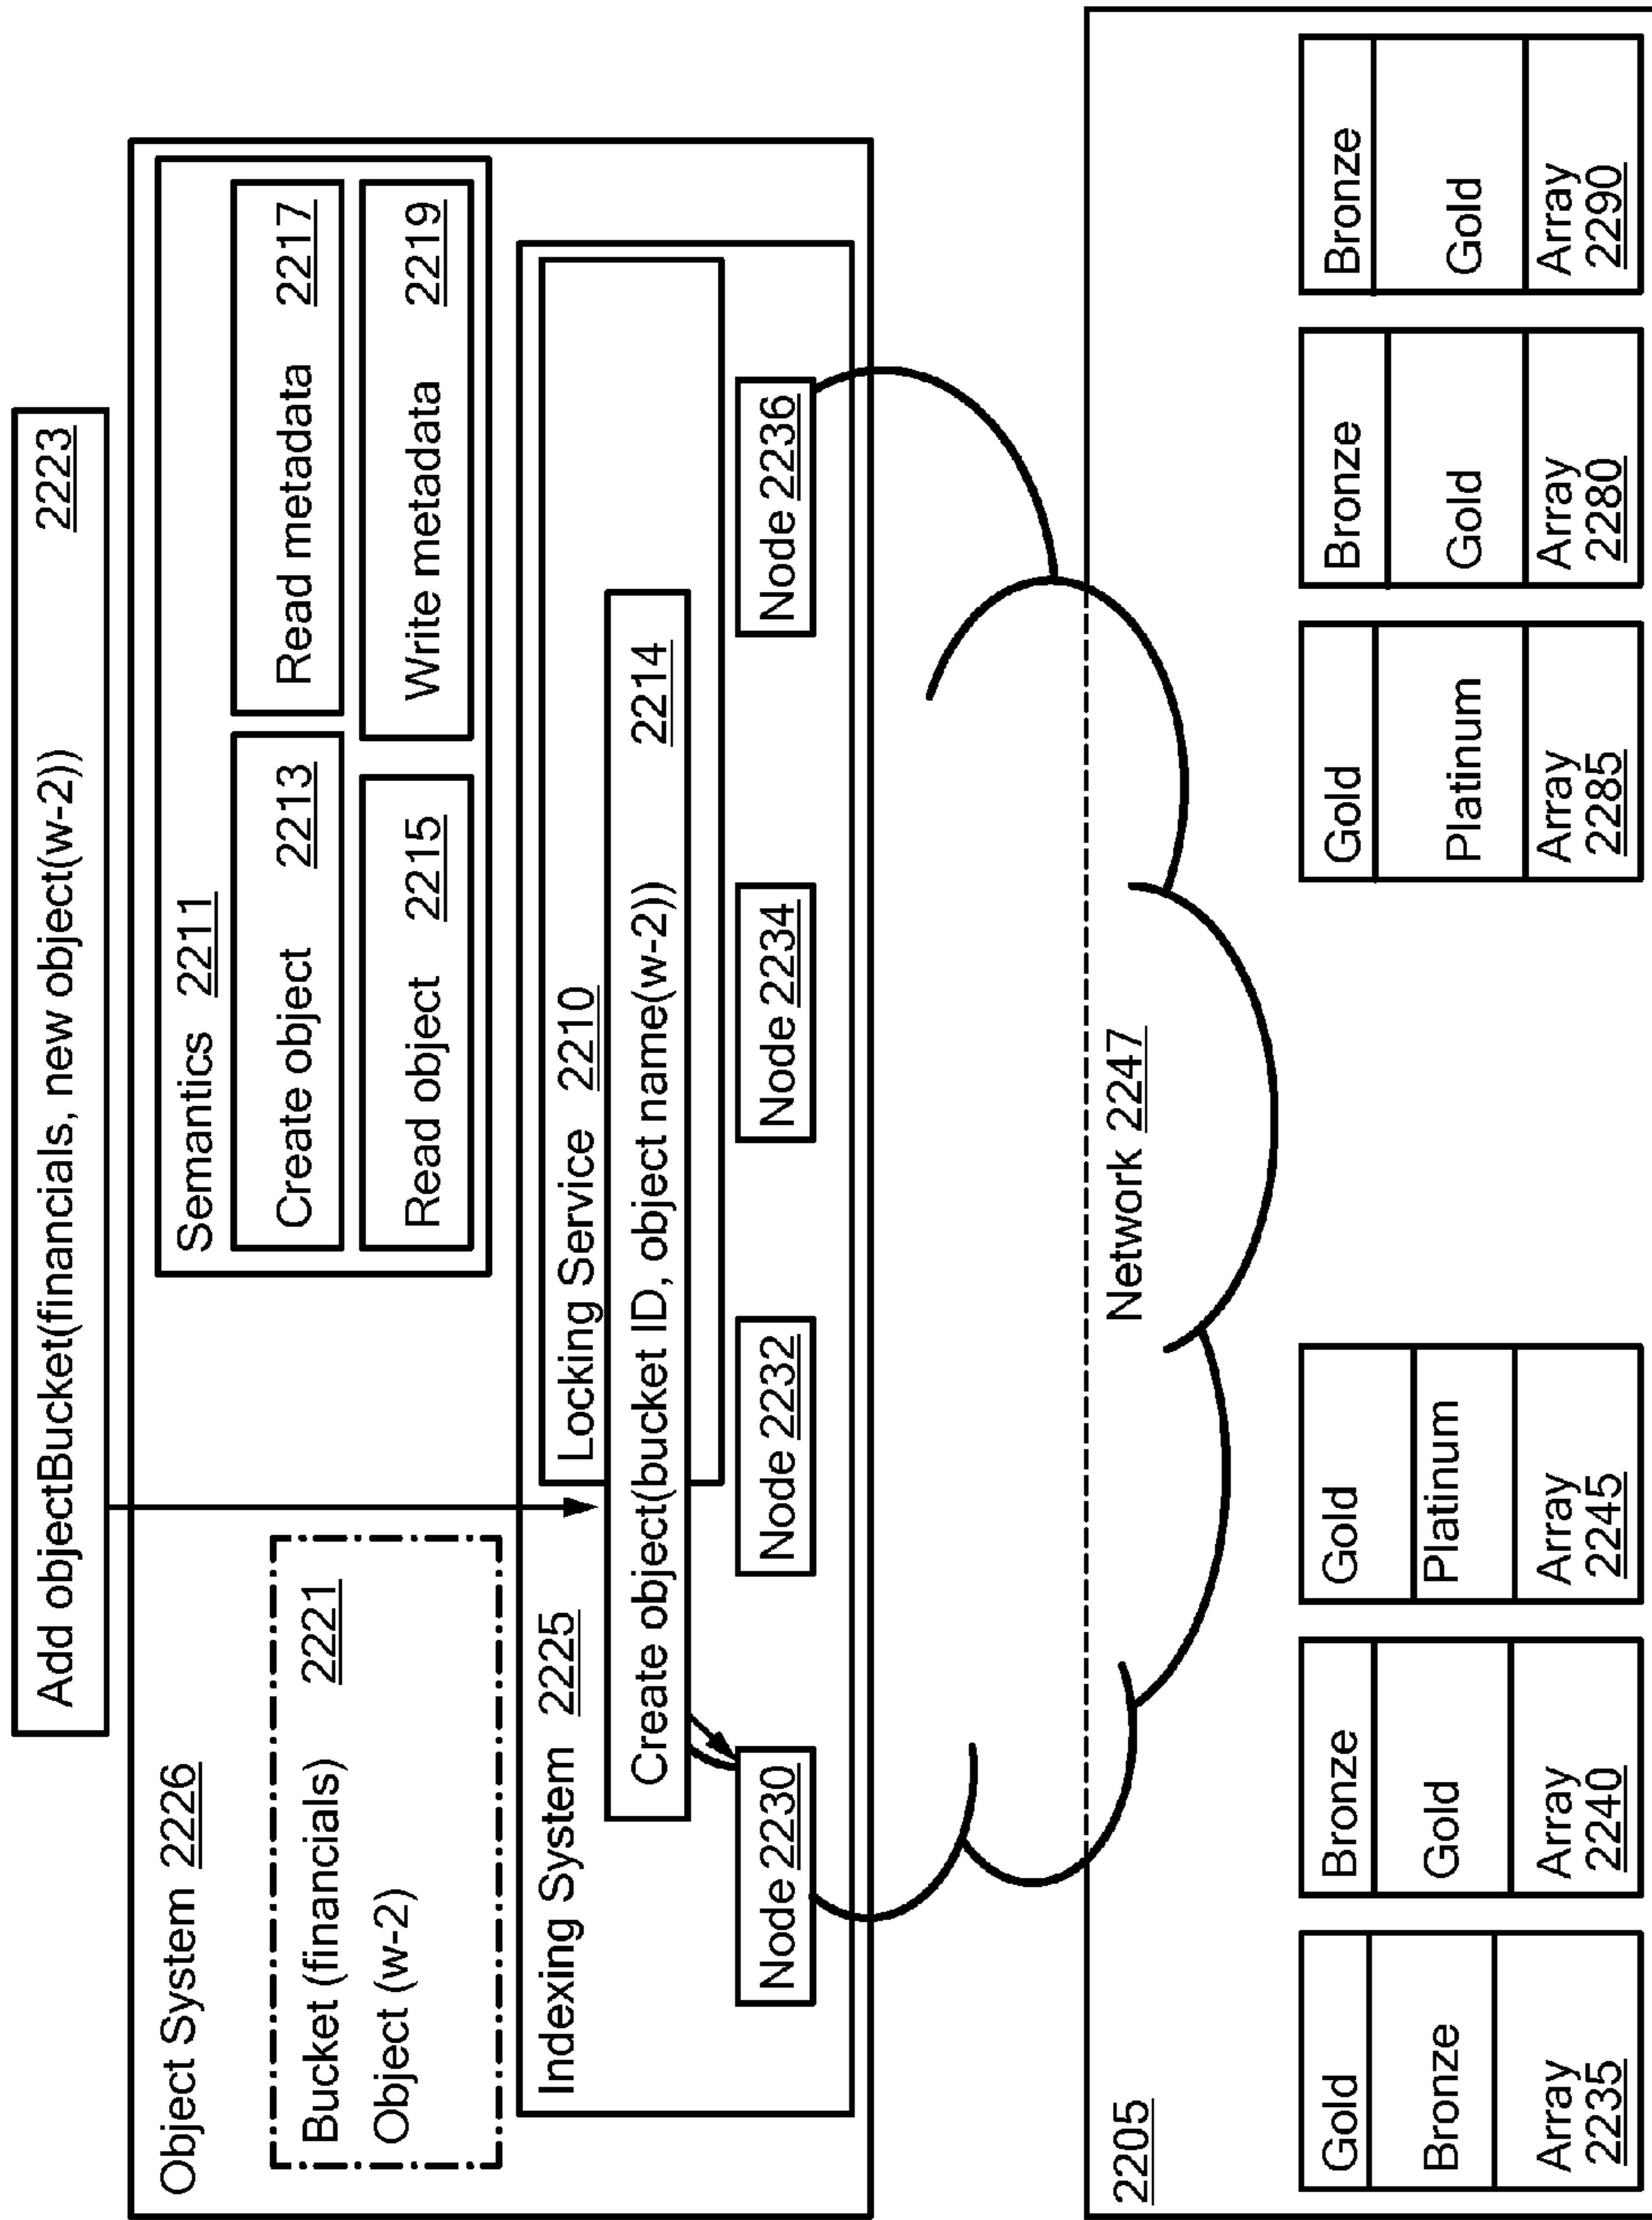 Add objectBucket(financials, new object(w-2)) 2223
Object System 2226
Bucket (financials) 2221
Object (w-2)
Semantics 2211
Create object 2213
Read metadata 2217
Read object 2215
Write metadata 2219
Indexing System 2225
Locking Service 2210
Create object(bucket ID, object name(w-2)) 2214
Node 2230
Node 2232
Node 2234
Node 2236
Network 2247
2205
Gold
Bronze
Array
2235
Bronze
Gold
Array
2240
Gold
Platinum
Array
2245
Gold
Platinum
Array
2285
Bronze
Gold
Array
2280
Bronze
Gold
Array
2290